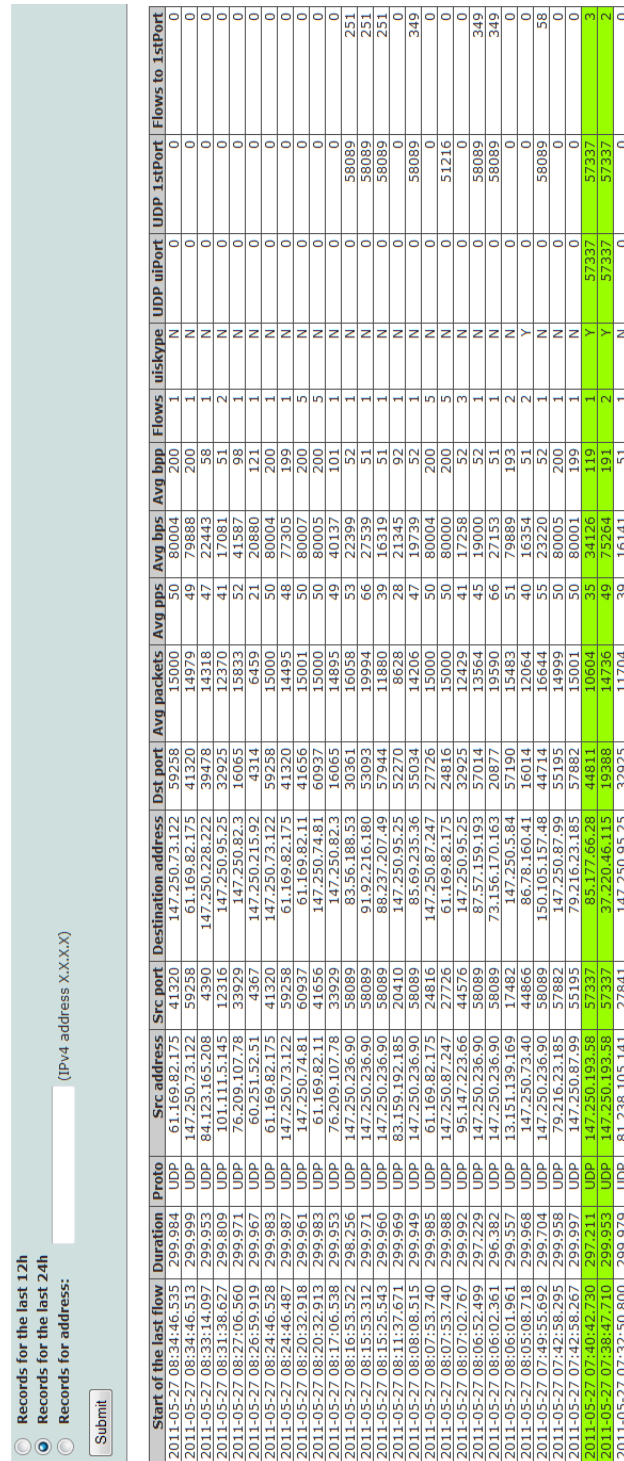 Records for the last 12h
Records for the last 24h
Records for address: (IPv4 address X.X.X.X)
Submit
Start of the last flow Duration Proto Src address Src port Destination address Dst port Avg packets Avg pps Avg bps Avg bpp Flows uiskype UDP uiPort UDP 1stPort Flows to 1stPort
2011-05-27 08:34:46.535 299.984 UDP 61.169.82.175 41320 147.250.73.122 59258 15000 50 80004 200 1 N 0 0 0
2011-05-27 08:34:46.513 299.999 UDP 147.250.73.122 59258 61.169.82.175 41320 14979 49 79888 200 1 N 0 0 0
2011-05-27 08:33:14.097 299.953 UDP 84.123.165.208 4390 147.250.228.222 39478 14318 47 22443 58 1 N 0 0 0
2011-05-27 08:31:38.627 299.809 UDP 101.111.5.145 12316 147.250.95.25 32925 12370 41 17081 51 2 N 0 0 0
2011-05-27 08:27:06.560 299.971 UDP 76.209.107.78 33929 147.250.82.3 16065 15833 52 41587 98 1 N 0 0 0
2011-05-27 08:26:59.919 299.967 UDP 60.251.52.51 4367 147.250.215.92 4314 6459 21 20880 121 1 N 0 0 0
2011-05-27 08:24:46.528 299.983 UDP 61.169.82.175 41320 147.250.73.122 59258 15000 50 80004 200 1 N 0 0 0
2011-05-27 08:24:46.487 299.987 UDP 147.250.73.122 59258 61.169.82.175 41320 14495 48 77305 199 1 N 0 0 0
2011-05-27 08:20:32.918 299.961 UDP 147.250.74.81 60937 61.169.82.11 41656 15001 50 80007 200 5 N 0 0 0
2011-05-27 08:20:32.913 299.983 UDP 61.169.82.11 41656 147.250.74.81 60937 15000 50 80005 200 5 N 0 0 0
2011-05-27 08:17:06.538 299.953 UDP 76.209.107.78 33929 147.250.82.3 16065 14895 49 40137 101 1 N 0 0 0
2011-05-27 08:16:53.522 298.256 UDP 147.250.236.90 58089 83.56.188.53 30361 16058 53 22399 52 1 N 0 58089 251
2011-05-27 08:15:53.312 299.971 UDP 147.250.236.90 58089 91.92.216.180 53093 19994 66 27539 51 1 N 0 58089 251
2011-05-27 08:15:25.543 299.960 UDP 147.250.236.90 58089 88.237.207.49 57944 11880 39 16319 51 1 N 0 58089 251
2011-05-27 08:11:37.671 299.969 UDP 83.159.192.185 20410 147.250.95.25 52270 8628 28 21345 92 1 N 0 0 0
2011-05-27 08:08:08.515 299.949 UDP 147.250.236.90 58089 85.69.235.36 55034 14206 47 19739 52 1 N 0 58089 349
2011-05-27 08:07:53.740 299.985 UDP 61.169.82.175 24816 147.250.87.247 27726 15000 50 80004 200 5 N 0 0 0
2011-05-27 08:07:53.740 299.988 UDP 147.250.87.247 27726 61.169.82.175 24816 15000 50 80000 200 5 N 0 51216 0
2011-05-27 08:07:02.767 299.992 UDP 95.147.223.66 44576 147.250.95.25 32925 12429 41 17258 52 3 N 0 0 0
2011-05-27 08:06:52.499 297.229 UDP 147.250.236.90 58089 87.57.159.193 57014 13564 45 19000 52 1 N 0 58089 349
2011-05-27 08:06:02.361 296.382 UDP 147.250.236.90 58089 73.156.170.163 20877 19590 66 27153 51 1 N 0 58089 349
2011-05-27 08:06:01.961 299.557 UDP 13.151.139.169 17482 147.250.5.84 57190 15483 51 79889 193 2 N 0 0 0
2011-05-27 08:05:08.718 299.968 UDP 147.250.73.40 44866 86.78.160.41 16014 12064 40 16354 51 2 Y 0 0 0
2011-05-27 07:49:55.692 299.704 UDP 147.250.236.90 58089 150.105.157.48 44714 16644 55 23220 52 1 N 0 58089 58
2011-05-27 07:42:58.295 299.958 UDP 79.216.23.185 57882 147.250.87.99 55195 14999 50 80005 200 1 N 0 0 0
2011-05-27 07:42:58.267 299.997 UDP 147.250.87.99 55195 79.216.23.185 57882 15001 50 80001 199 1 N 0 0 0
2011-05-27 07:40:42.730 297.211 UDP 147.250.193.58 57337 85.177.66.28 44811 10604 35 34126 119 1 Y 57337 57337 3
2011-05-27 07:38:47.710 299.953 UDP 147.250.193.58 57337 37.220.46.115 19388 14736 49 75264 191 2 Y 57337 57337 2
2011-05-27 07:32:50.800 299.979 UDP 81.238.105.141 27841 147.250.95.25 32925 11704 39 16141 51 1 N 0 0 0